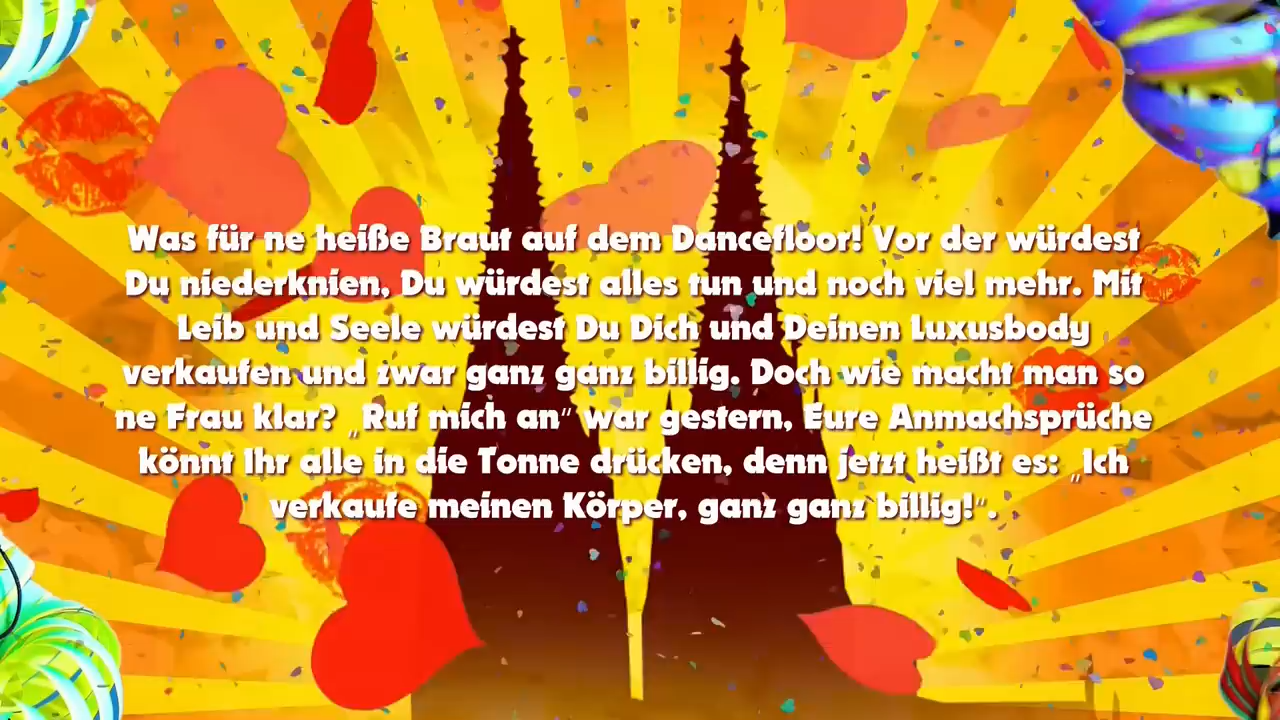 Was für ne heiße Braut auf dem Dancefloor! Vor der würdest
Du niederknien, Du würdest alles tun und noch viel mehr. Mit
Leib und Seele würdest Du Dich und Deinen Luxusbody
verkaufen und zwar ganz ganz billig. Doch wie macht man so
ne Frau klar? „Ruf mich an“ war gestern, Eure Anmachsprüche
könnt Ihr alle in die Tonne drücken, denn jetzt heißt es: „Ich
verkaufe meinen Körper, ganz ganz billig!“.